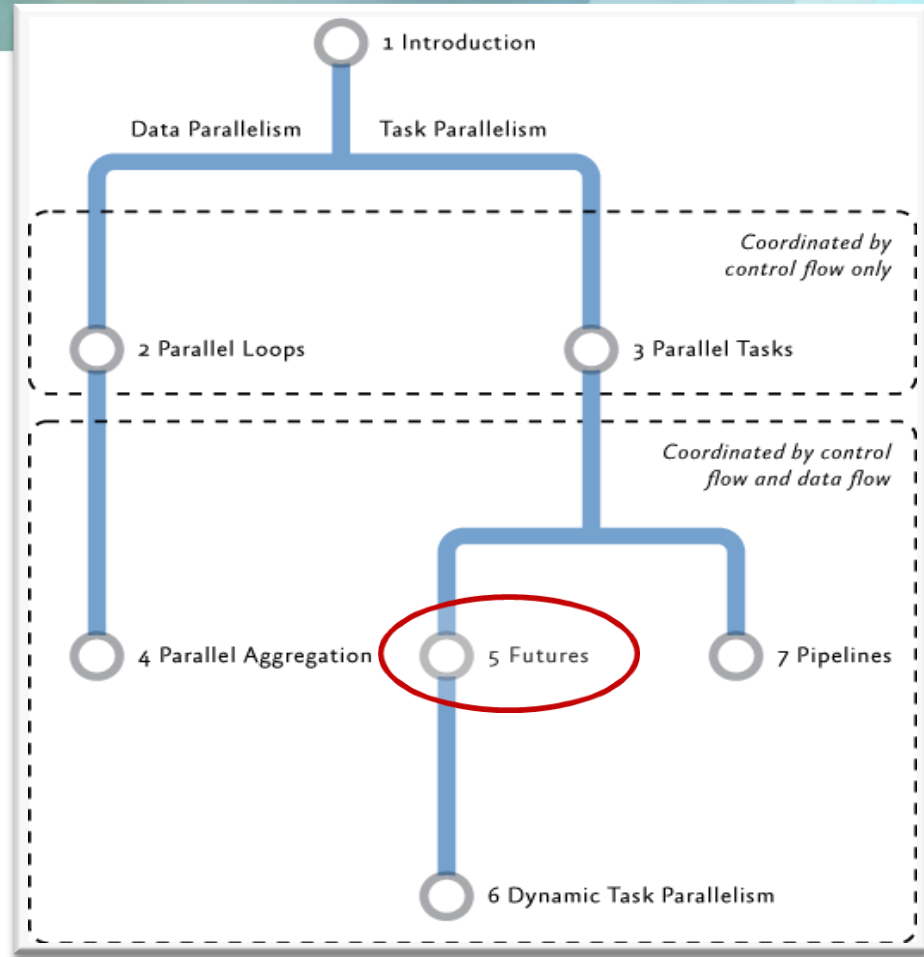 1 Introduction
Data Parallelism
Task Parallelism
Coordinated by
control flow only
2 Parallel Loops
3 Parallel Tasks
Coordinated by control
flow and data flow
4 Parallel Aggregation
5 Futures
7 Pipelines
6 Dynamic Task Parallelism